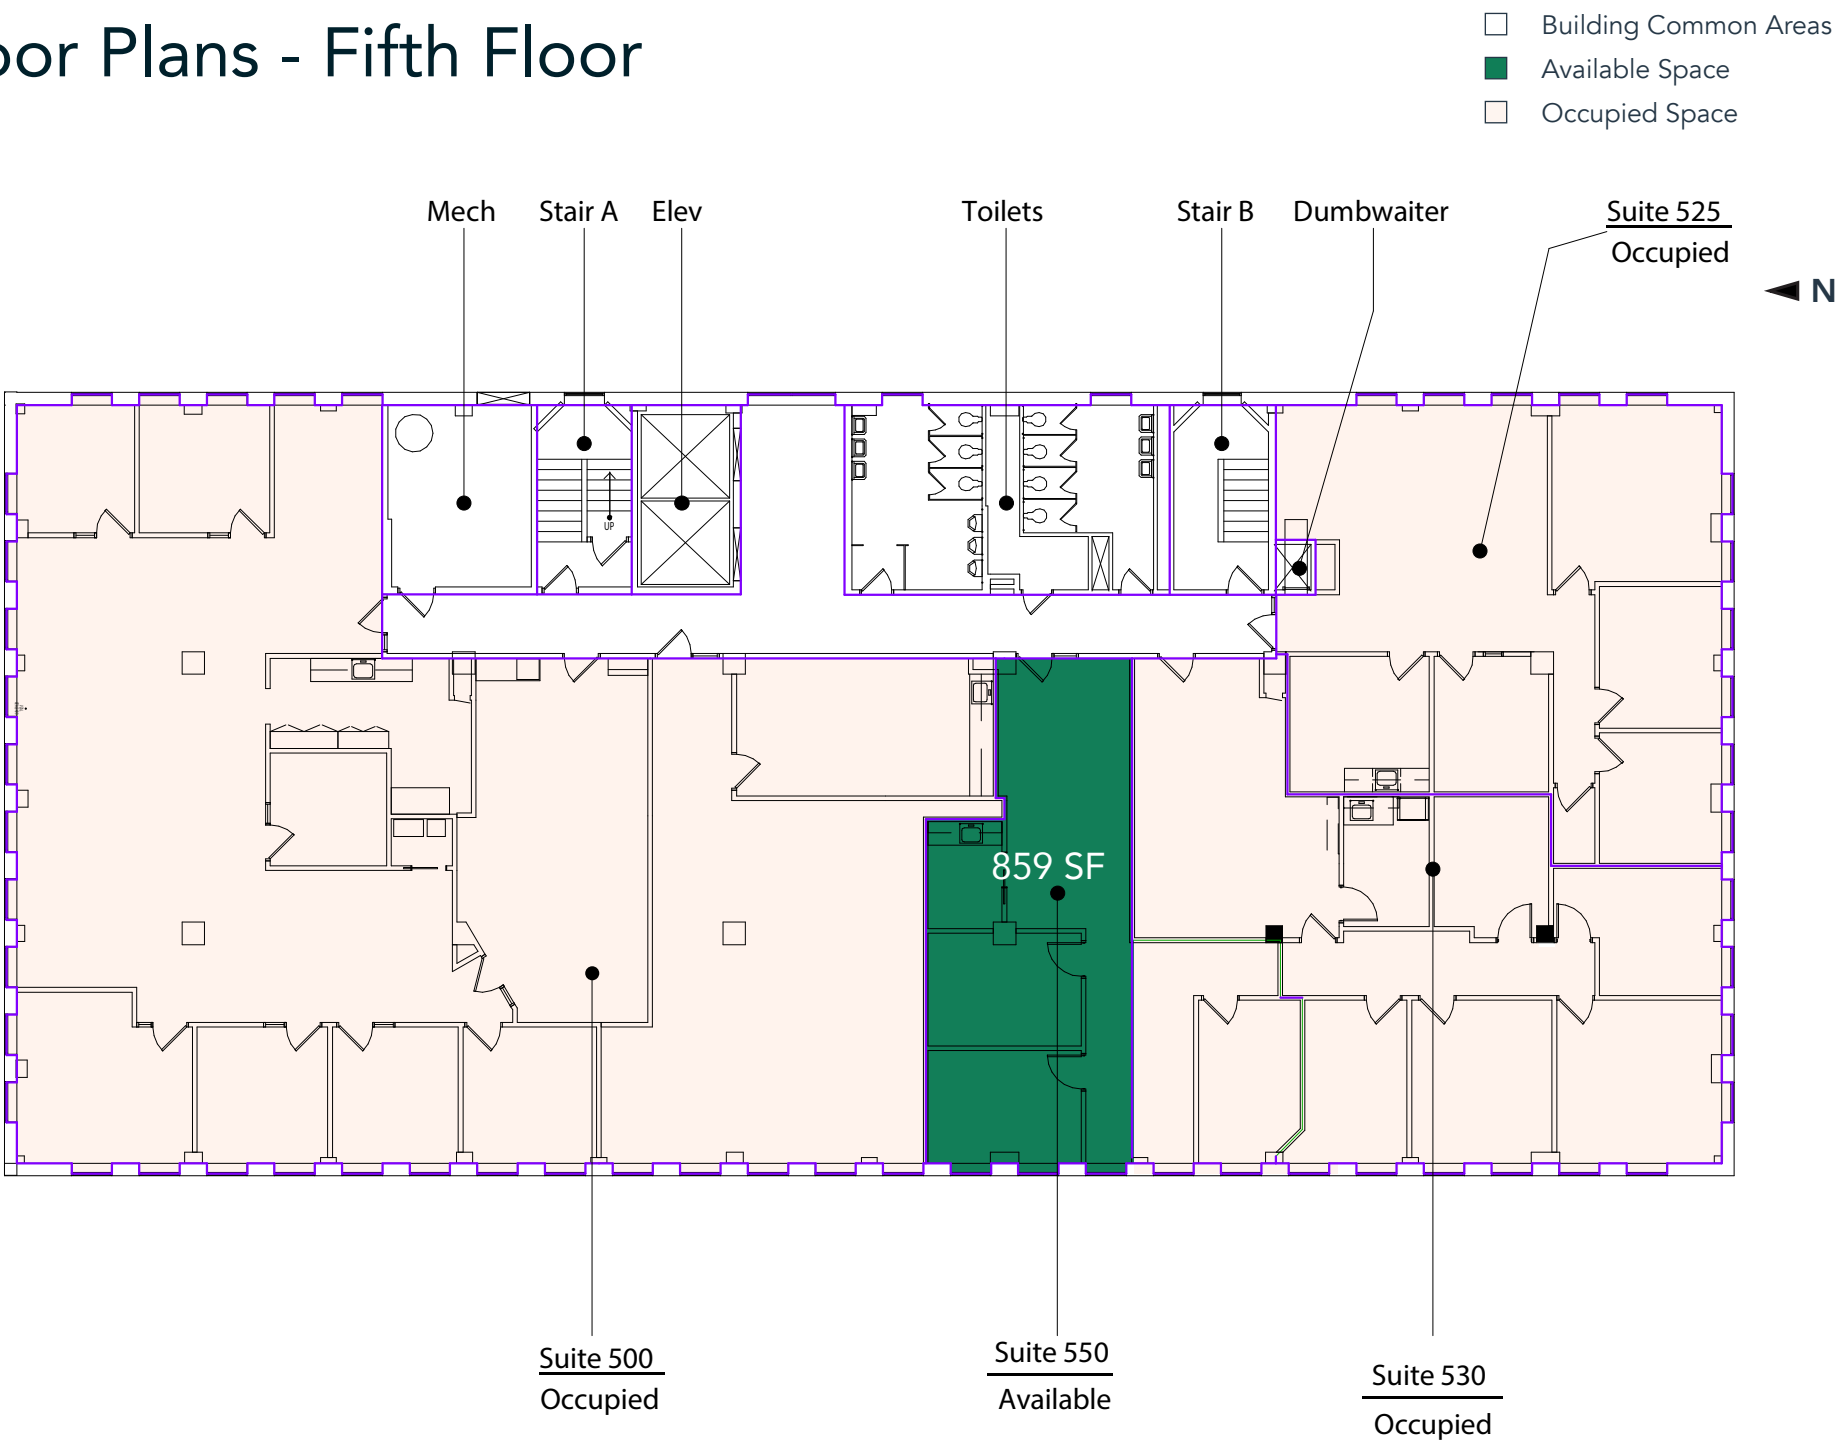 oor Plans - Fifth Floor
Building Common Areas
Available Space
Occupied Space
Mech
Stair A
Elev
Toilets
Stair B
Dumbwaiter
Suite 525
Occupied
N
UP
859 SF
Suite 500
Occupied
Suite 550
Available
Suite 530
Occupied